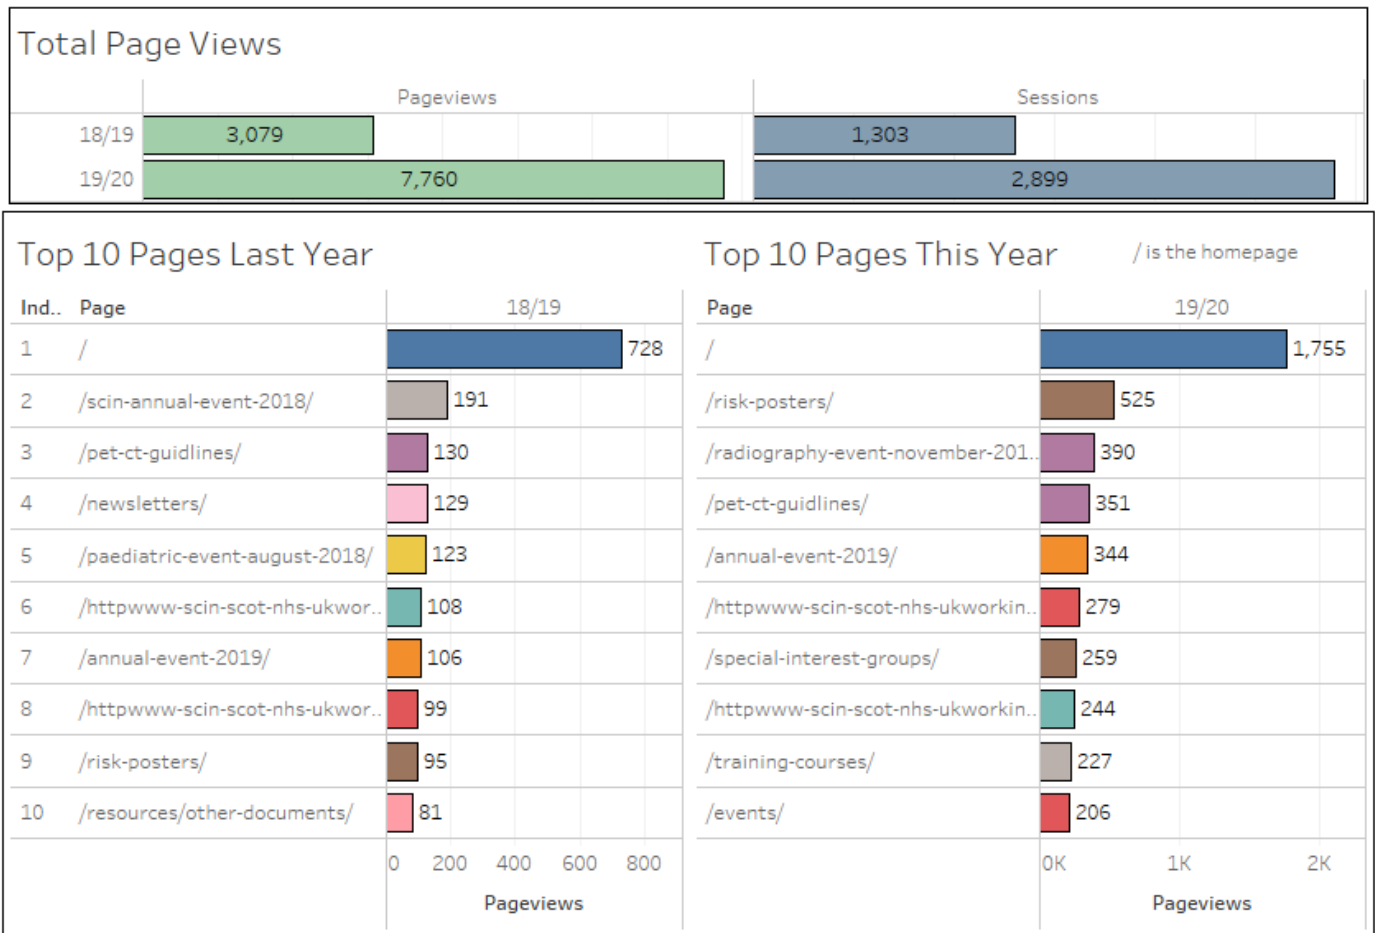 Total Page Views
Pageviews Sessions
18/19 3,079 1,303
19/20 7,760 2,899
Top 10 Pages Last Year
Ind.. Page 18/19
1 / 728
2 /scin-annual-event-2018/ 191
3 /pet-ct-guidlines/ 130
4 /newsletters/ 129
5 /paediatric-event-august-2018/ 123
6 /httpwww-scin-scot-nhs-ukwor.. 108
7 /annual-event-2019/ 106
8 /httpwww-scin-scot-nhs-ukwor.. 99
9 /risk-posters/ 95
10 /resources/other-documents/ 81
0 200 400 600 800
Pageviews
Top 10 Pages This Year / is the homepage
Page 19/20
/ 1,755
/risk-posters/ 525
/radiography-event-november-201.. 390
/pet-ct-guidlines/ 351
/annual-event-2019/ 344
/httpwww-scin-scot-nhs-ukworkin.. 279
/special-interest-groups/ 259
/httpwww-scin-scot-nhs-ukworkin.. 244
/training-courses/ 227
/events/ 206
0K 1K 2K
Pageviews